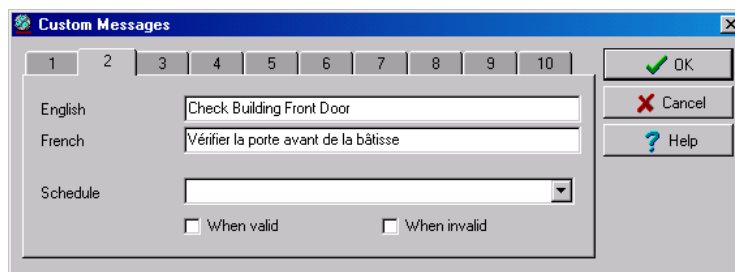 Custom Messages
1 2 3 4 5 6 7 8 9 10
English Check Building Front Door
French Vérifier la porte avant de la bâtisse
Schedule
When valid When invalid
OK
Cancel
Help